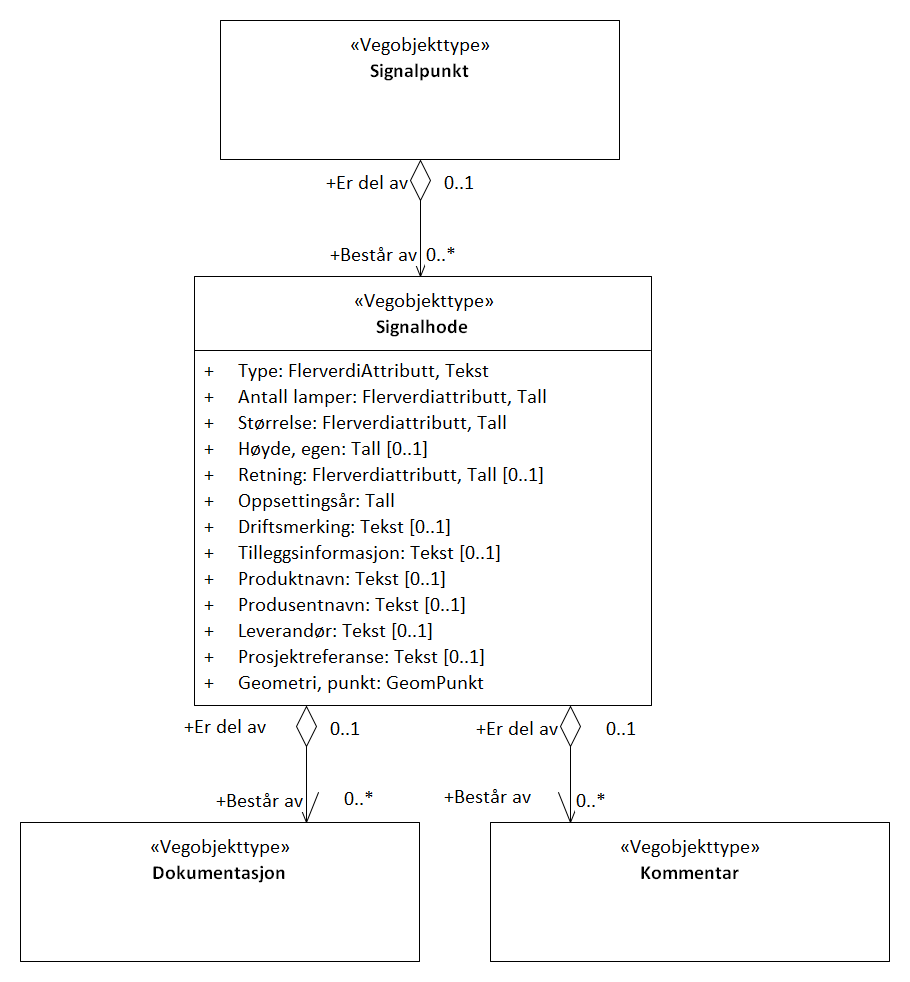 «Vegobjekttype»
Signalpunkt
+Er del av 0..1
+Består av 0..*
«Vegobjekttype»
Signalhode
+ Type: FlerverdiAttributt, Tekst
+ Antall lamper: Flerverdiattributt, Tall
+ Størrelse: Flerverdiattributt, Tall
+ Høyde, egen: Tall [0..1]
+ Retning: Flerverdiattributt, Tall [0..1]
+ Oppsettingsår: Tall
+ Driftsmerking: Tekst [0..1]
+ Tilleggsinformasjon: Tekst [0..1]
+ Produktnavn: Tekst [0..1]
+ Produsentnavn: Tekst [0..1]
+ Leverandør: Tekst [0..1]
+ Prosjektreferanse: Tekst [0..1]
+ Geometri, punkt: GeomPunkt
+Er del av 0..1 +Er del av 0..1
+Består av 0..* +Består av 0..*
«Vegobjekttype»
Dokumentasjon
«Vegobjekttype»
Kommentar